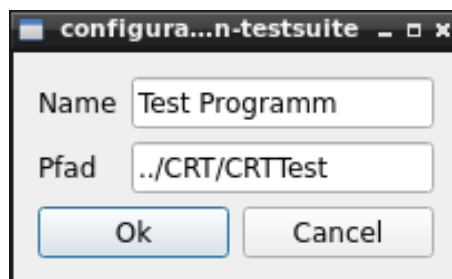 configura...n-testsuite
Name Test Programm
Pfad ../CRT/CRTTest
Ok Cancel